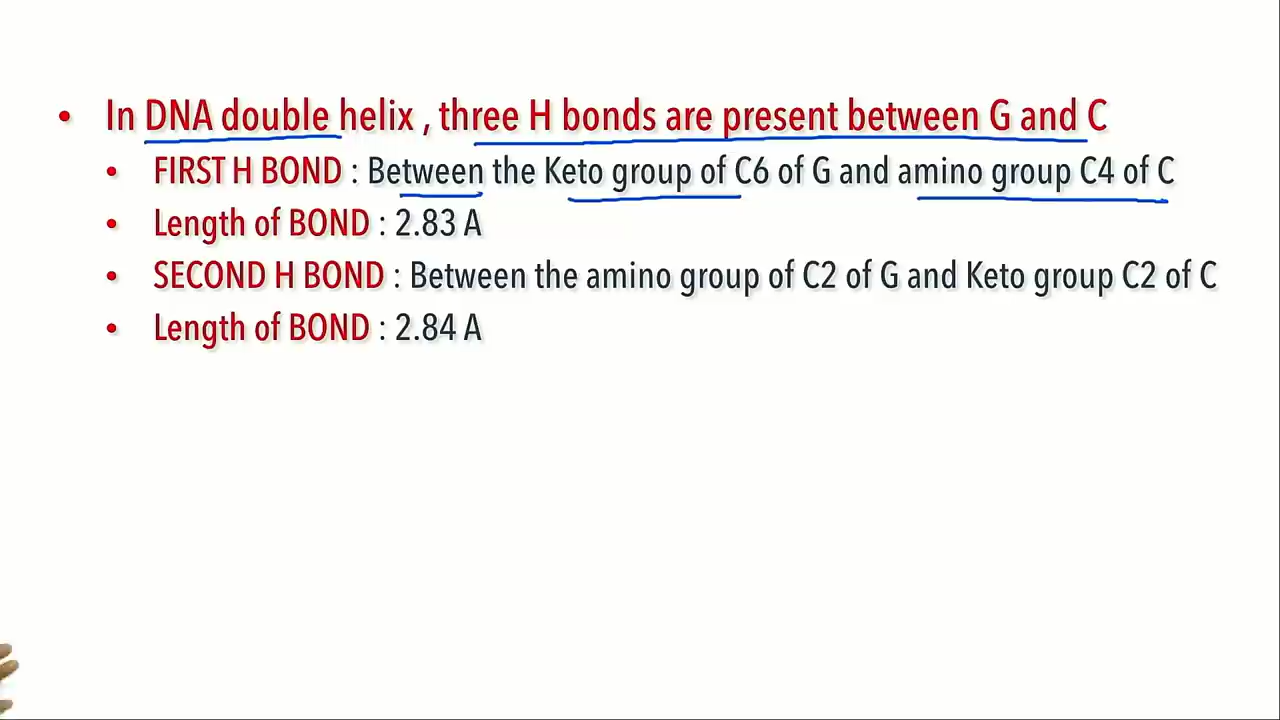 • In DNA double helix , three H bonds are present between G and C
• FIRST H BOND : Between the Keto group of C6 of G and amino group C4 of C
• Length of BOND : 2.83 A
• SECOND H BOND : Between the amino group of C2 of G and Keto group C2 of C
• Length of BOND : 2.84 A